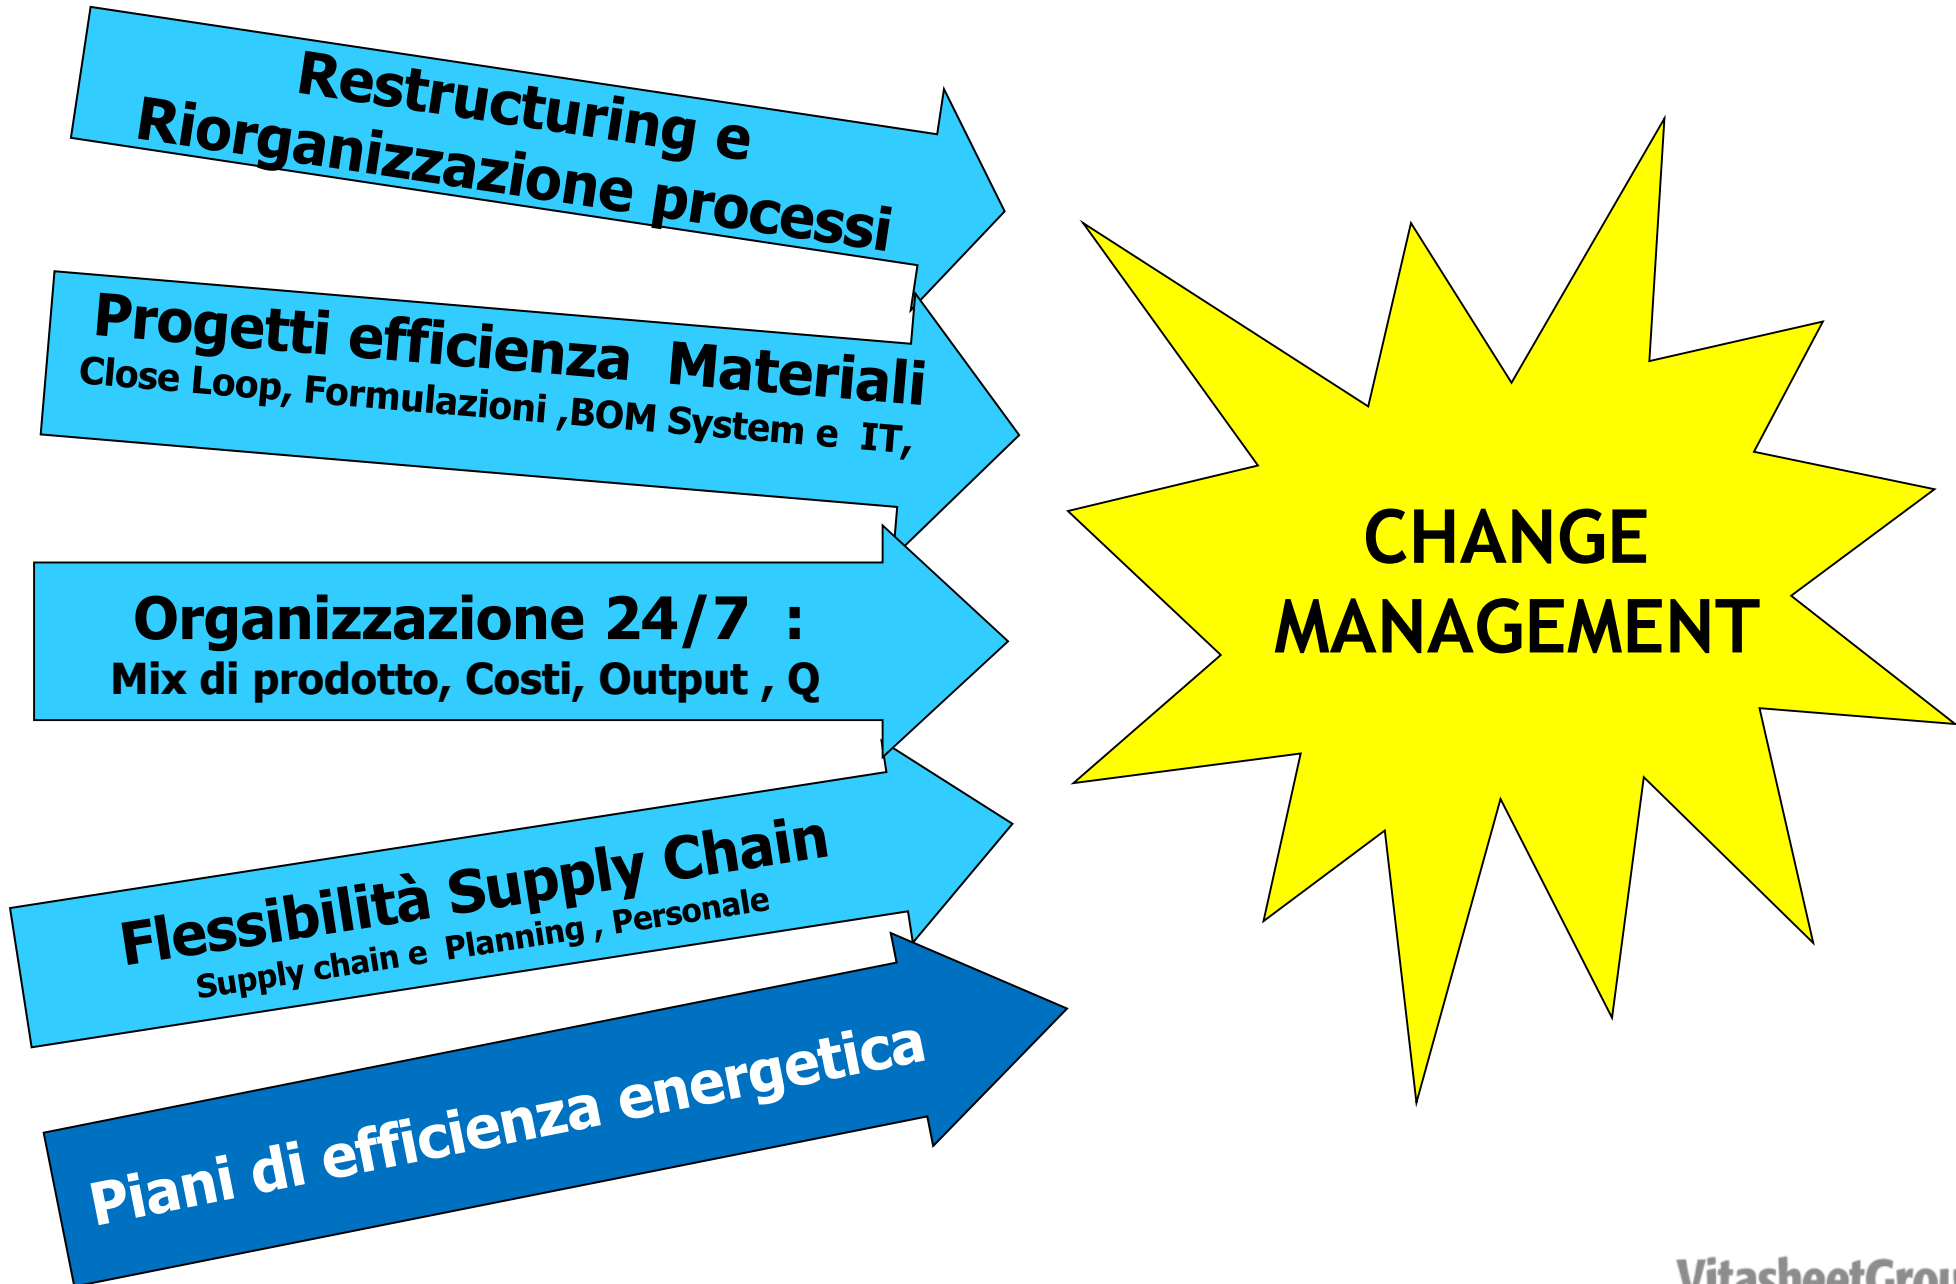 Restructuring e
Riorganizzazione processi
Progetti efficienza  Materiali
Close Loop, Formulazioni ,BOM System e  IT,
Organizzazione 24/7  :
Mix di prodotto, Costi, Output , Q
Flessibilità Supply Chain
Supply chain e  Planning , Personale
Piani di efficienza energetica
CHANGE
MANAGEMENT